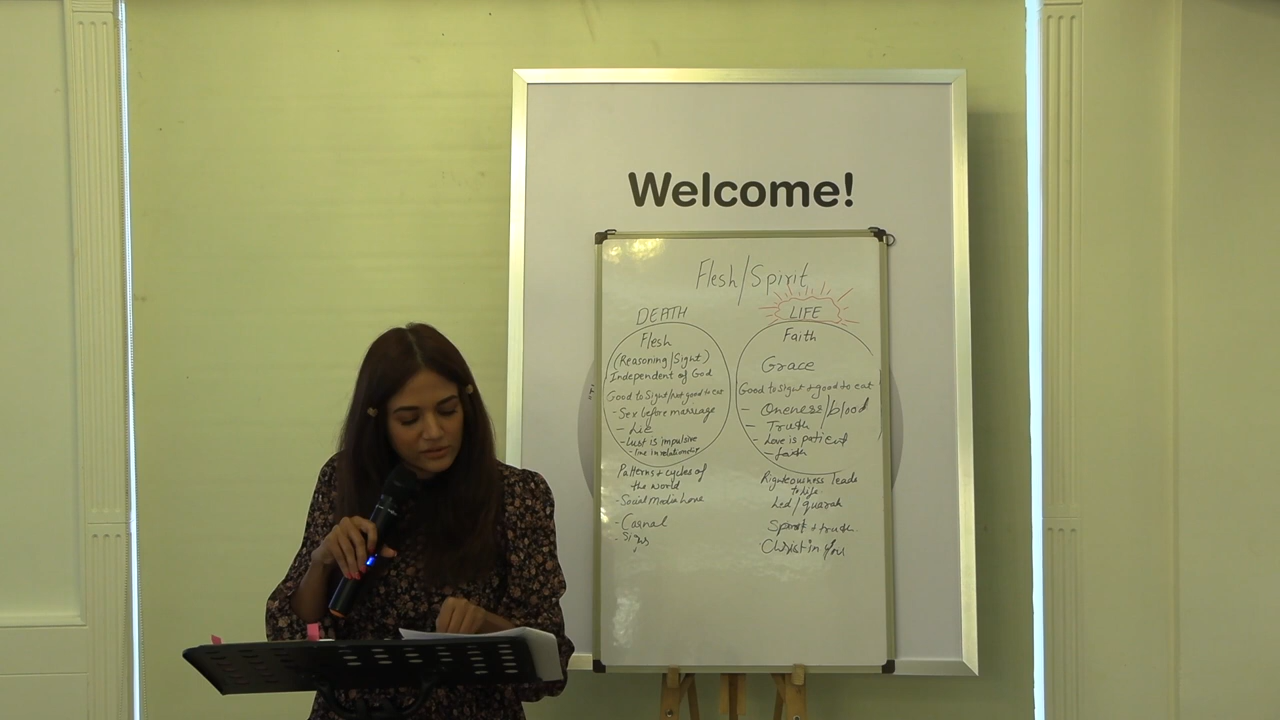 Welcome!
Flesh/Spirit
DEATH
Flesh
(Reasoning/Sight)
Independent of God
Good to Sight/not good to eat
- Sex before marriage
- Lie
- Lust is impulsive
- line in relationship
Patterns + cycles of
the world
- Social Media
- Carnal
LIFE
Faith
Grace
Good to sight + good to eat
- Oneness/blood
- Truth
- Love is patient
- faith
Righteousness leads
to life
Led/
Spirit + truth
Christ in You